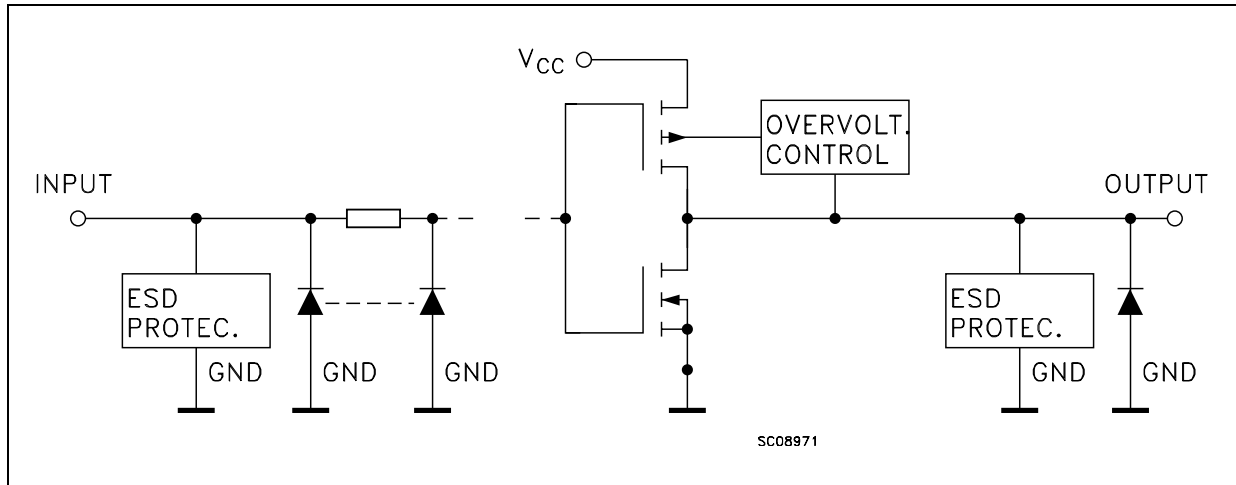 VCC
OVERVOLT.
CONTROL
INPUT
OUTPUT
ESD
PROTEC.
ESD
PROTEC.
GND
GND
GND
GND
GND
SC08971